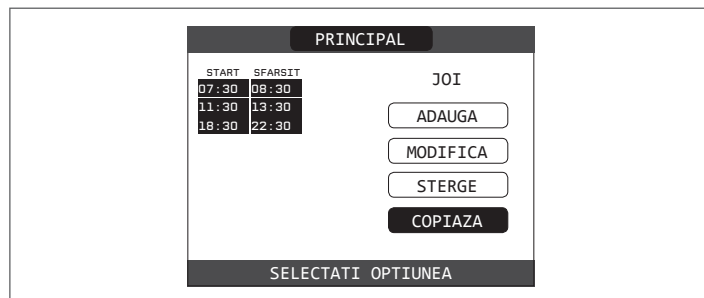 PRINCIPAL
START SFARSIT
07:30 08:30
11:30 13:30
18:30 22:30
JOI
ADAUGA
MODIFICA
STERGE
COPIAZA
SELECTATI OPTIUNEA